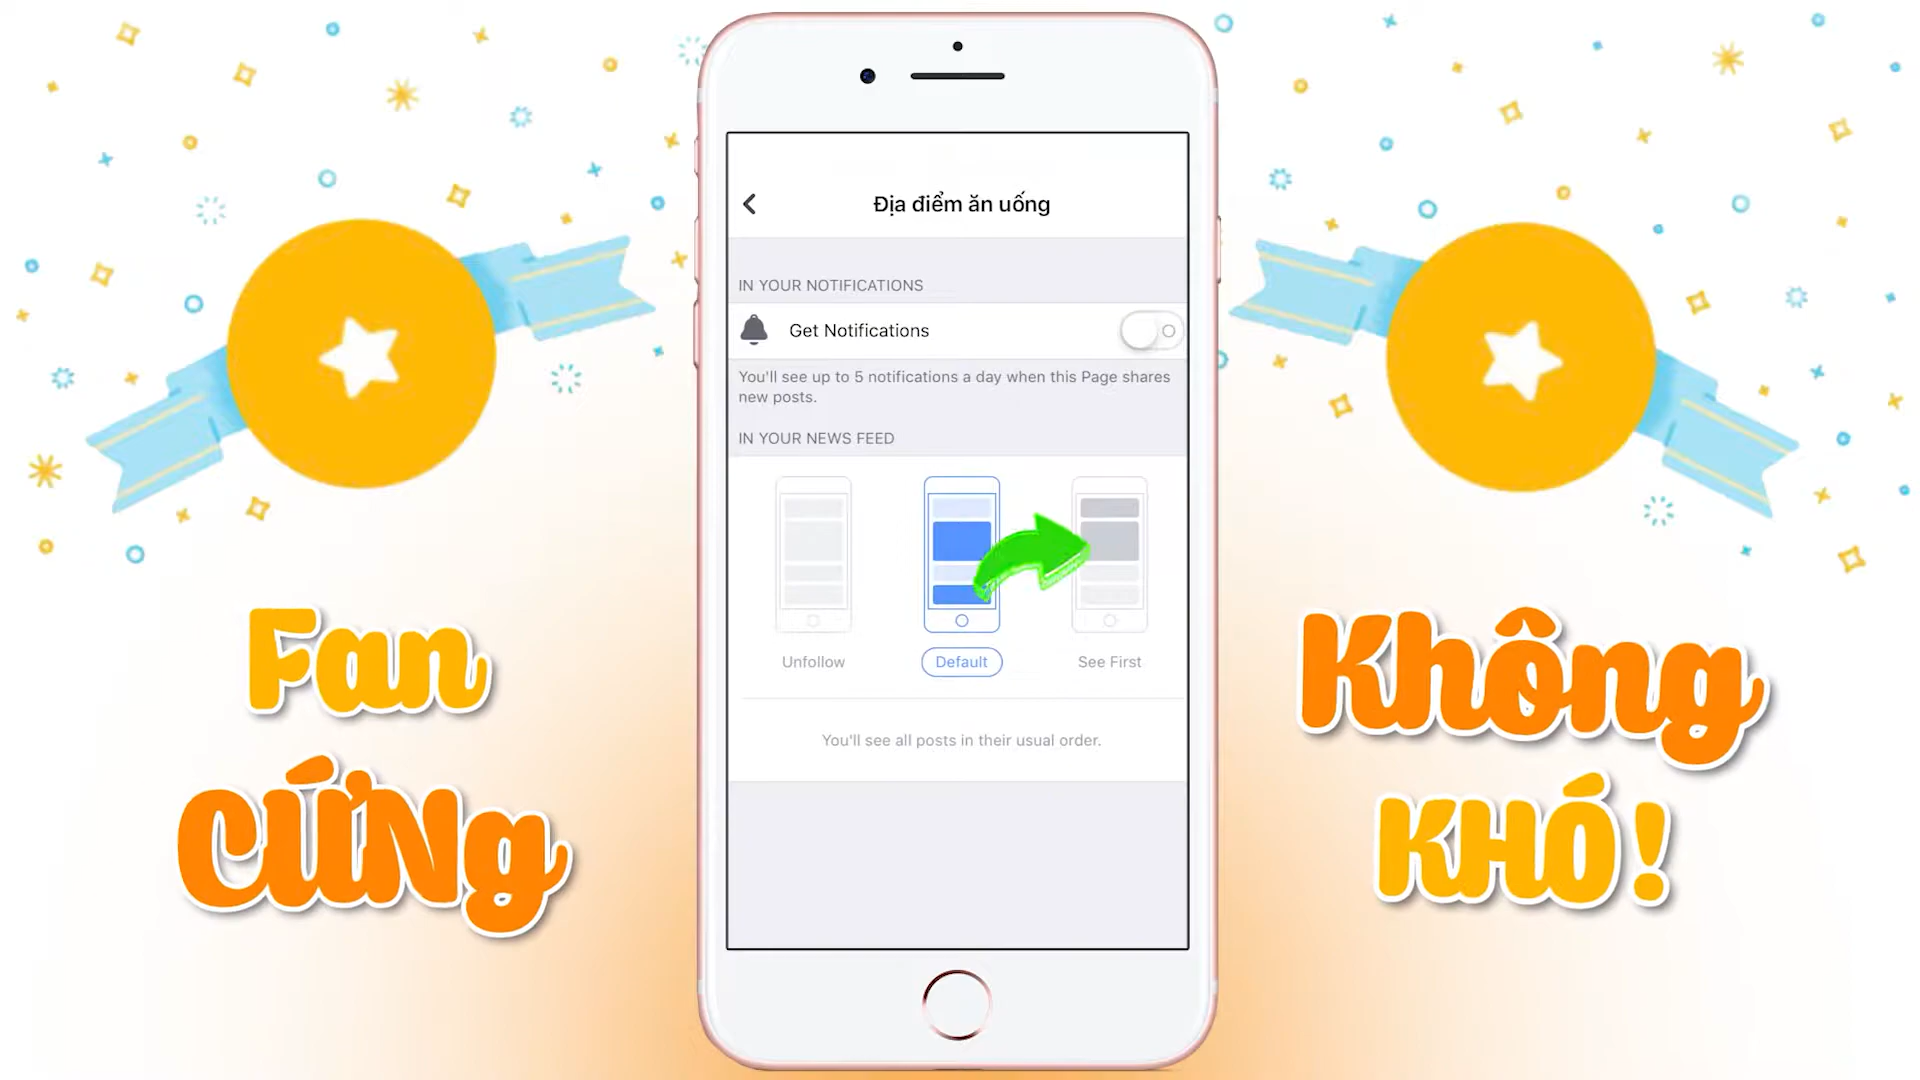 Địa điểm ăn uống
IN YOUR NOTIFICATIONS
Get Notifications
You'll see up to 5 notifications a day when this Page shares
new posts.
IN YOUR NEWS FEED
Unfollow
Default
See First
You'll see all posts in their usual order.
Fan
CỨNg
Không
KHÓ!